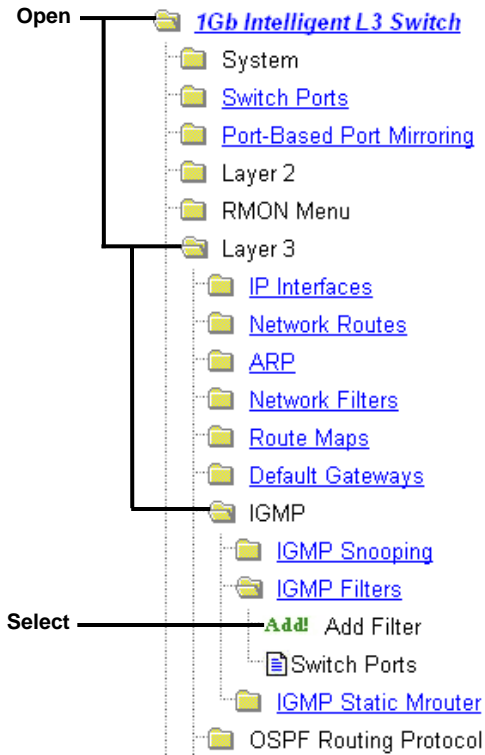 Open 1Gb Intelligent L3 Switch
System
Switch Ports
Port-Based Port Mirroring
Layer 2
RMON Menu
Layer 3
IP Interfaces
Network Routes
ARP
Network Filters
Route Maps
Default Gateways
IGMP
IGMP Snooping
IGMP Filters
Select Add! Add Filter
Switch Ports
IGMP Static Mrouter
OSPF Routing Protocol